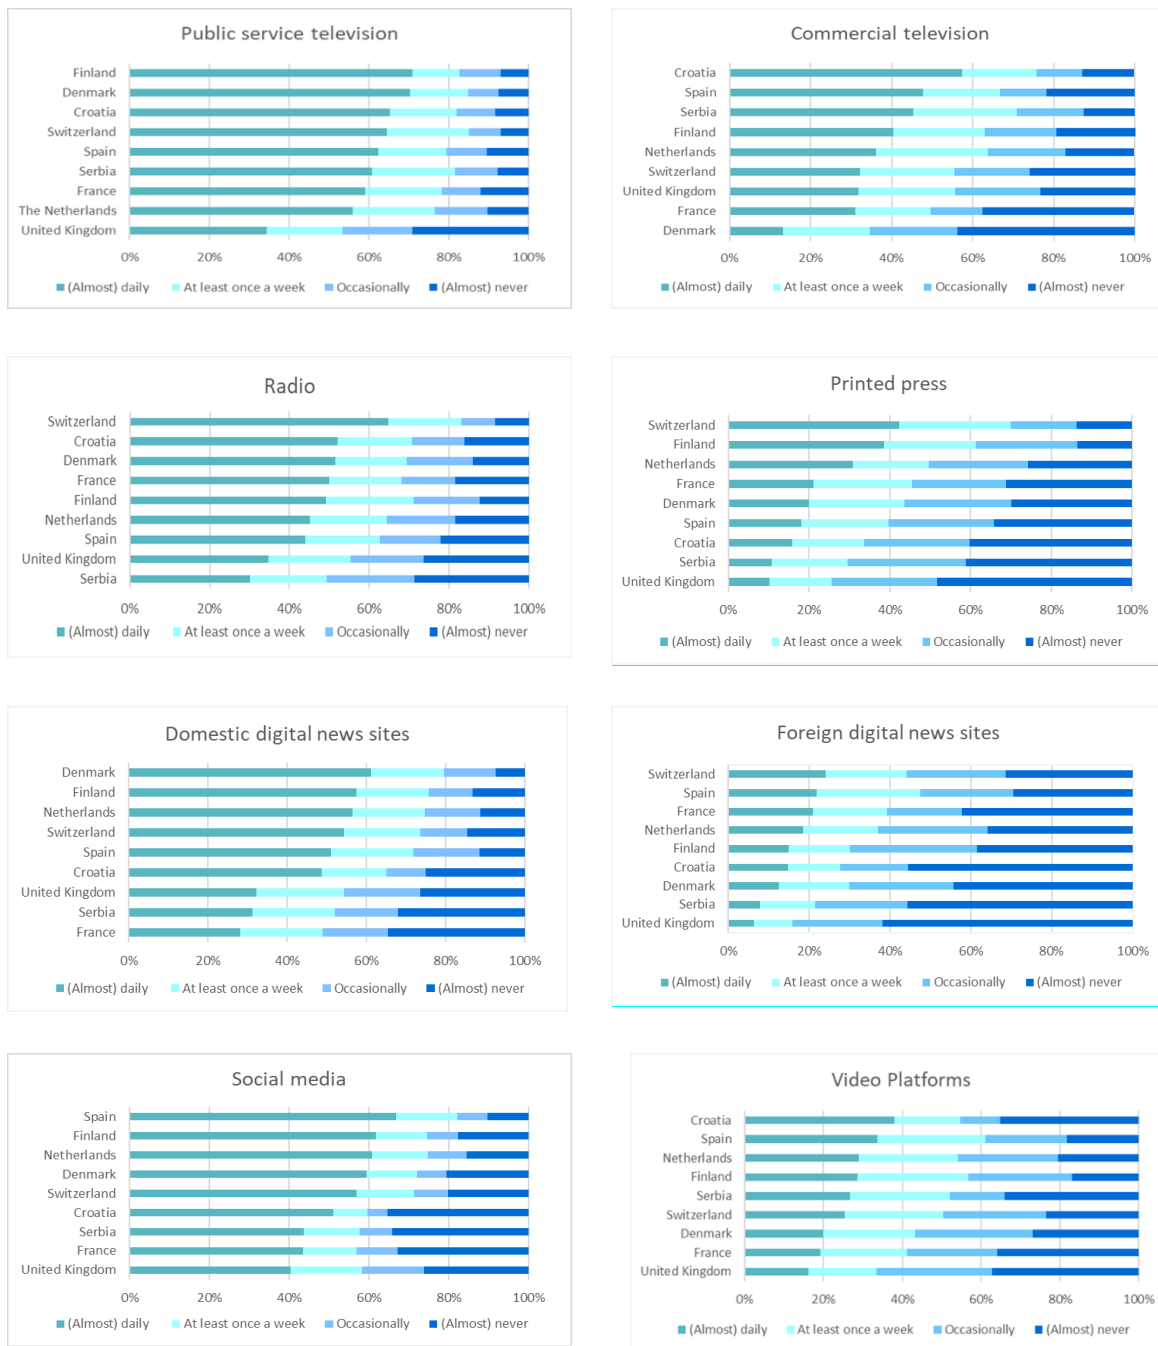 Public service television
Finland
Denmark
Croatia
Switzerland
Spain
Serbia
France
The Netherlands
United Kingdom
0% 20% 40% 60% 80% 100%
(Almost) daily At least once a week Occasionally (Almost) never
Commercial television
Croatia
Spain
Serbia
Finland
Netherlands
Switzerland
United Kingdom
France
Denmark
0% 20% 40% 60% 80% 100%
(Almost) daily At least once a week Occasionally (Almost) never
Radio
Switzerland
Croatia
Denmark
France
Finland
Netherlands
Spain
United Kingdom
Serbia
0% 20% 40% 60% 80% 100%
(Almost) daily At least once a week Occasionally (Almost) never
Printed press
Switzerland
Finland
Netherlands
France
Denmark
Spain
Croatia
Serbia
United Kingdom
0% 20% 40% 60% 80% 100%
(Almost) daily At least once a week Occasionally (Almost) never
Domestic digital news sites
Denmark
Finland
Netherlands
Switzerland
Spain
Croatia
United Kingdom
Serbia
France
0% 20% 40% 60% 80% 100%
(Almost) daily At least once a week Occasionally (Almost) never
Foreign digital news sites
Switzerland
Spain
France
Netherlands
Finland
Croatia
Denmark
Serbia
United Kingdom
0% 20% 40% 60% 80% 100%
(Almost) daily At least once a week Occasionally (Almost) never
Social media
Spain
Finland
Netherlands
Denmark
Switzerland
Croatia
Serbia
France
United Kingdom
0% 20% 40% 60% 80% 100%
(Almost) daily At least once a week Occasionally (Almost) never
Video Platforms
Croatia
Spain
Netherlands
Finland
Serbia
Switzerland
Denmark
France
United Kingdom
0% 20% 40% 60% 80% 100%
(Almost) daily At least once a week Occasionally (Almost) never